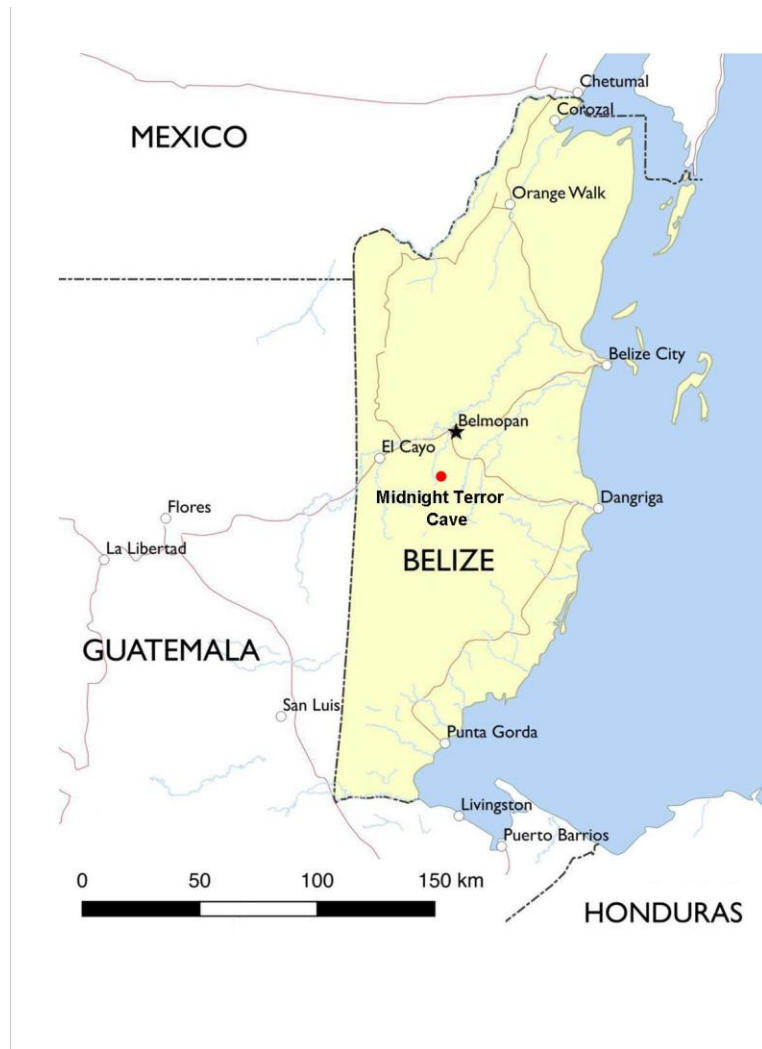 Chetumal
Corozal
MEXICO
Orange Walk
Belize City
Belmopan
El Cayo
Midnight Terror
Cave
Flores
Dangriga
La Libertad
BELIZE
GUATEMALA
San Luis
Punta Gorda
Livingston
Puerto Barrios
0 50 100 150 km
HONDURAS